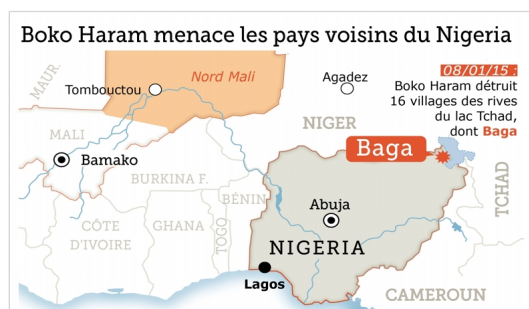 Boko Haram menace les pays voisins du Nigeria
MAUR.
Nord Mali
Tombouctou
Agadez
08/01/15 :
Boko Haram détruit
16 villages des rives
du lac Tchad,
dont Baga
NIGER
MALI
Baga
Bamako
BURKINA F.
TCHAD
BÉNIN
Abuja
CÔTE
D'IVOIRE
GHANA
TOGO
NIGERIA
Lagos
CAMEROUN